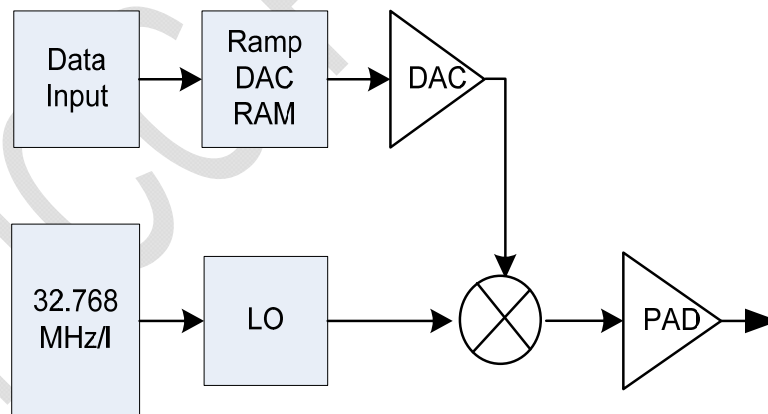 Data
Input
Ramp
DAC
RAM
DAC
32.768
MHz/I
LO
PAD